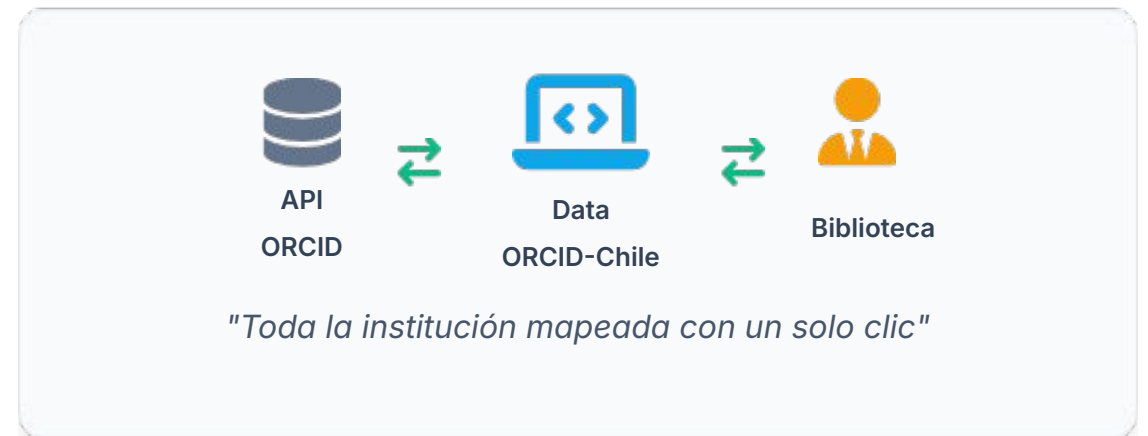 API
ORCID
Data
ORCID-Chile
Biblioteca
"Toda la institución mapeada con un solo clic"